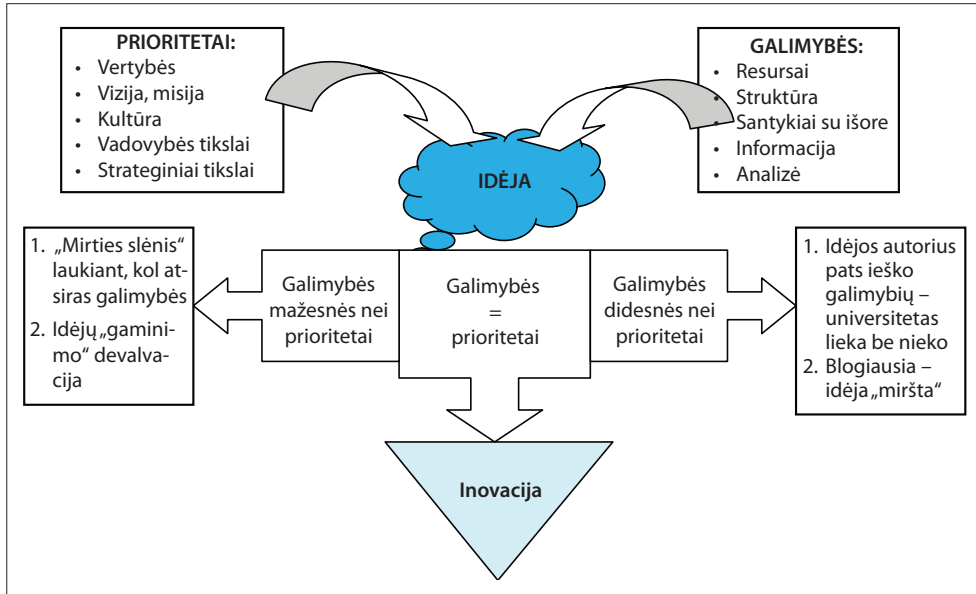 PRIORITETAI:
• Vertybės
• Vizija, misija
• Kultūra
• Vadovybės tikslai
• Strateginiai tikslai
GALIMYBĖS:
• Resursai
• Struktūra
• Santykiai su išore
• Informacija
• Analizė
IDĖJA
1. „Mirties slėnis“
laukiant, kol at-
siras galimybės
2. Idėjų „gamini-
mo“ devalva-
cija
Galimybės
mažesnės nei
prioritetai
Galimybės
=
prioritetai
Galimybės
didesnės nei
prioritetai
1. Idėjos autorius
pats ieško
galimybių –
universitetas
lieka be nieko
2. Blogiausia –
idėja „miršta“
Inovacija